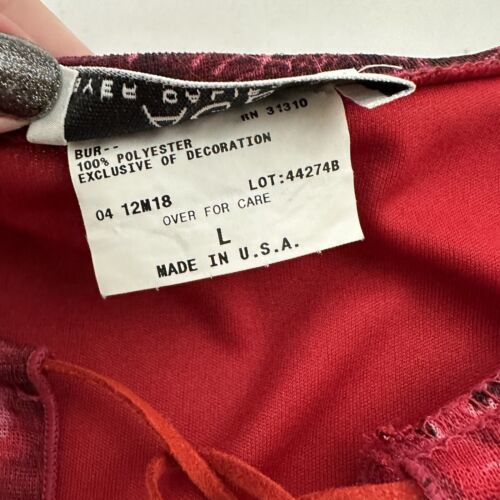 RN 31310
BUR--
100% POLYESTER
EXCLUSIVE OF DECORATION
LOT:44274B
04 12M18
OVER FOR CARE
L
MADE IN U.S.A.